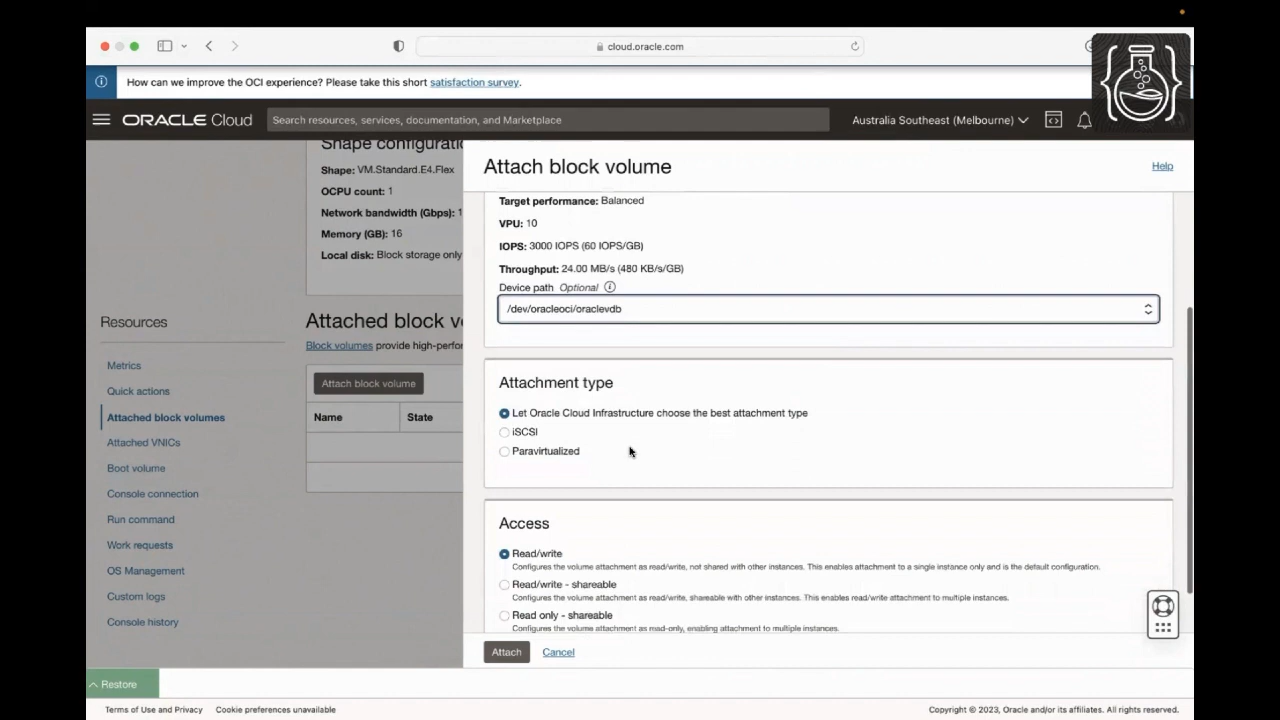 cloud.oracle.com
How can we improve the OCI experience? Please take this short satisfaction survey.
ORACLE Cloud
Search resources, services, documentation, and Marketplace
Australia Southeast (Melbourne)
Shape configuratio
Shape: VM.Standard.E4.Flex
OCPU count: 1
Network bandwidth (Gbps): 1
Memory (GB): 16
Local disk: Block storage only
Resources
Metrics
Quick actions
Attached block volumes
Attached VNICs
Boot volume
Console connection
Run command
Work requests
OS Management
Custom logs
Console history
Attached block v
Block volumes provide high-perfor
Attach block volume
Name
State
Attach block volume
Help
Target performance: Balanced
VPU: 10
IOPS: 3000 IOPS (60 IOPS/GB)
Throughput: 24.00 MB/s (480 KB/s/GB)
Device path Optional
/dev/oracleoci/oraclevdb
Attachment type
Let Oracle Cloud Infrastructure choose the best attachment type
iSCSI
Paravirtualized
Access
Read/write
Configures the volume attachment as read/write, not shared with other instances. This enables attachment to a single instance only and is the default configuration.
Read/write - shareable
Configures the volume attachment as read/write, shareable with other instances. This enables read/write attachment to multiple instances.
Read only - shareable
Configures the volume attachment as read-only, enabling attachment to multiple instances.
Attach
Cancel
Restore
Terms of Use and Privacy
Cookie preferences unavailable
Copyright © 2023, Oracle and/or its affiliates. All rights reserved.